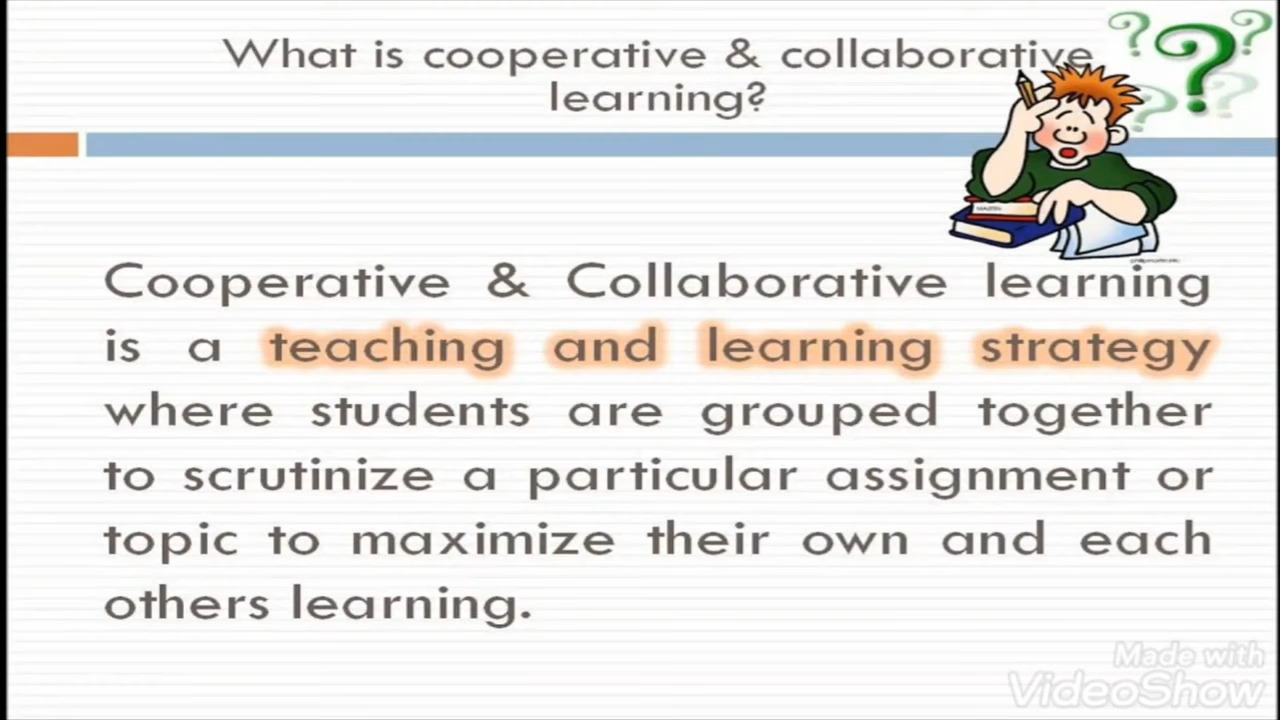 What is cooperative & collaborative
learning?
Cooperative & Collaborative learning
is a teaching and learning strategy
where students are grouped together
to scrutinize a particular assignment or
topic to maximize their own and each
others learning.
Made with
VideoShow